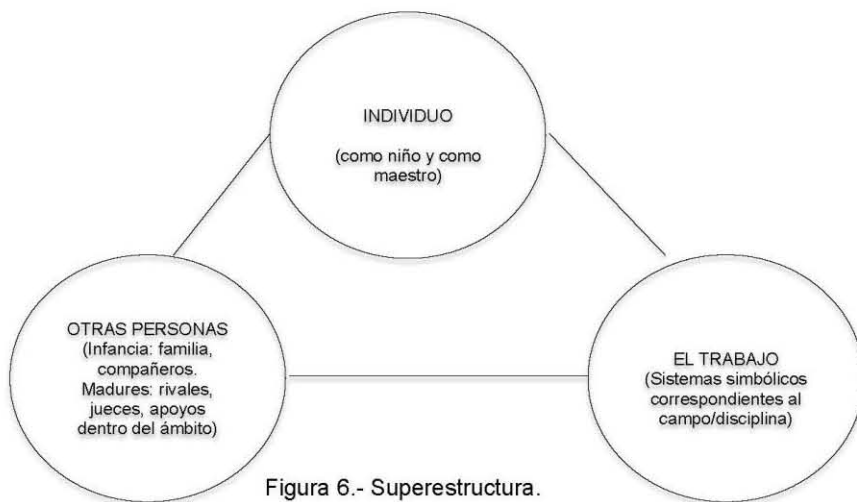 INDIVIDUO
(como niño y como
maestro)
OTRAS PERSONAS
(Infancia: familia,
compañeros.
Madures: rivales,
jueces, apoyos
dentro del ámbito)
EL TRABAJO
(Sistemas simbólicos
correspondientes al
campo/disciplina)
Figura 6.- Superestructura.